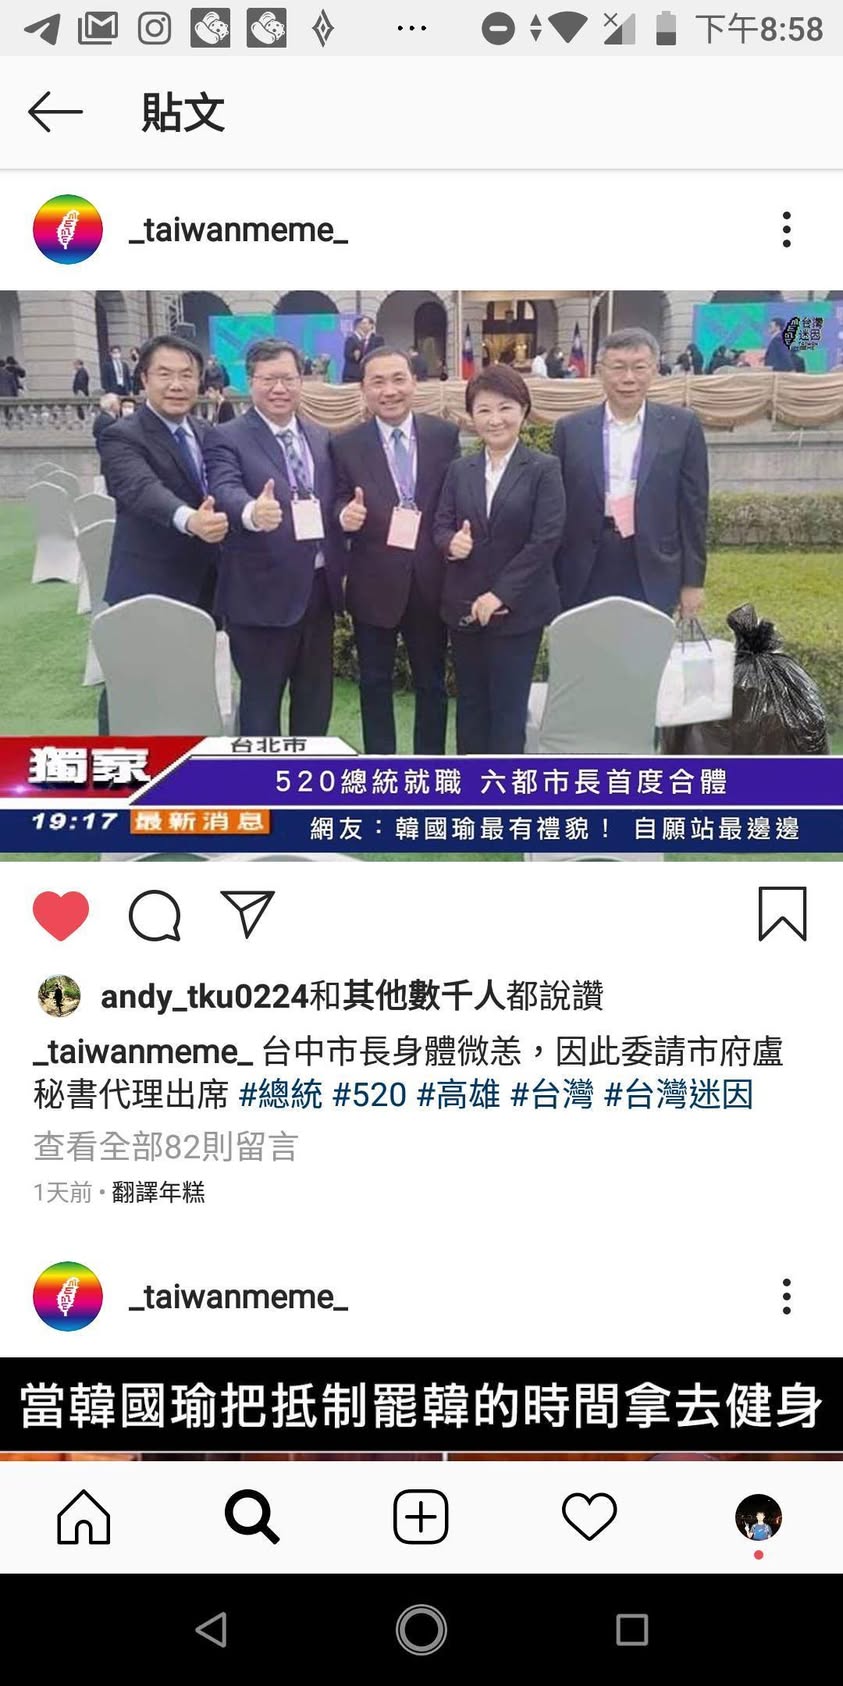 下午8:58
貼文
_taiwanmeme_
台灣
迷因
獨家
台北市
520總統就職 六都市長首度合體
19:17 最新消息
網友：韓國瑜最有禮貌！ 自願站最邊邊
andy_tku0224和其他數千人都說讚
_taiwanmeme_ 台中市長身體微恙，因此委請市府盧
秘書代理出席 #總統 #520 #高雄 #台灣 #台灣迷因
查看全部82則留言
1天前 • 翻譯年糕
_taiwanmeme_
當韓國瑜把抵制罷韓的時間拿去健身